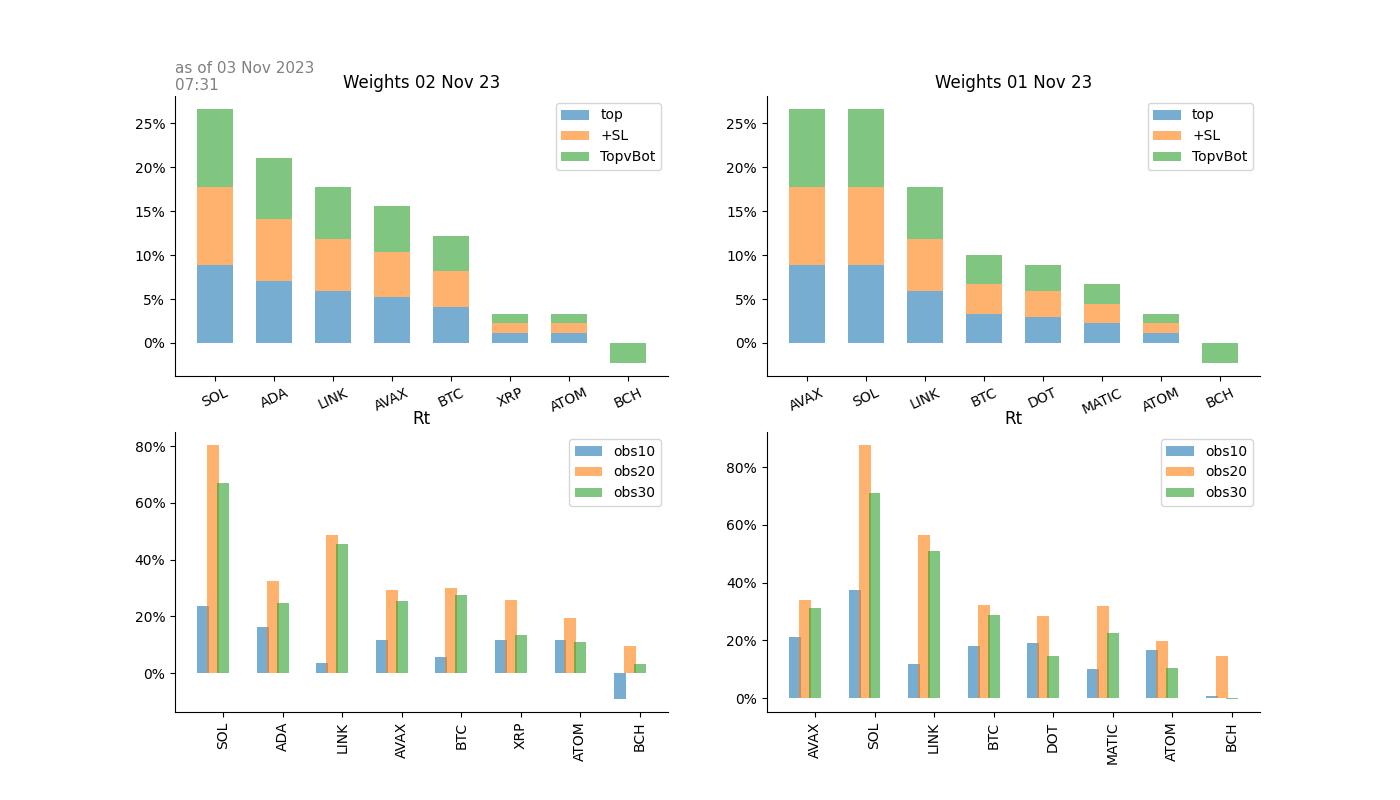 as of 03 Nov 2023
07:31
Weights 02 Nov 23
25%
20%
15%
10%
5%
0%
top
+SL
TopvBot
SOL
ADA
LINK
AVAX
BTC
XRP
ATOM
BCH
Weights 01 Nov 23
25%
20%
15%
10%
5%
0%
top
+SL
TopvBot
AVAX
SOL
LINK
BTC
DOT
MATIC
ATOM
BCH
Rt
80%
60%
40%
20%
0%
obs10
obs20
obs30
SOL
ADA
LINK
AVAX
BTC
XRP
ATOM
BCH
Rt
80%
60%
40%
20%
0%
obs10
obs20
obs30
AVAX
SOL
LINK
BTC
DOT
MATIC
ATOM
BCH